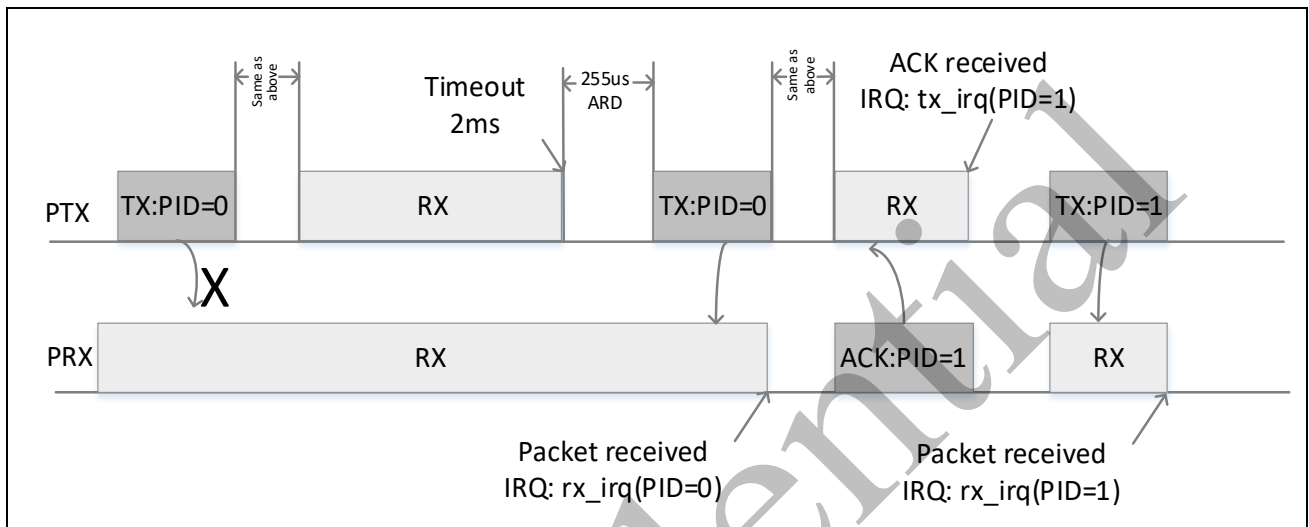 Same as
above
Timeout
2ms
255us
ARD
Same as
above
ACK received
IRQ: tx_irq(PID=1)
PTX
TX:PID=0
RX
TX:PID=0
RX
TX:PID=1
X
PRX
RX
ACK:PID=1
RX
Packet received
IRQ: rx_irq(PID=0)
Packet received
IRQ: rx_irq(PID=1)
ential